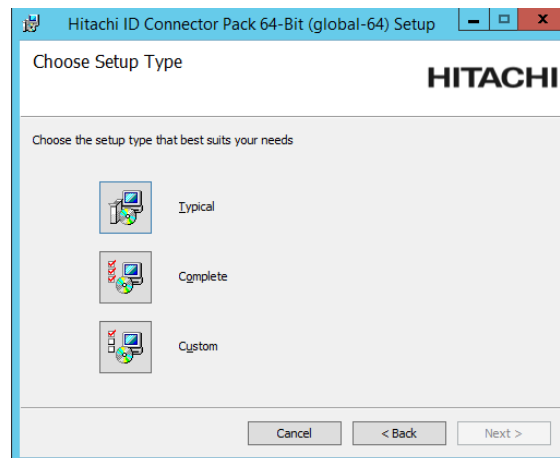 Hitachi ID Connector Pack 64-Bit (global-64) Setup
Choose Setup Type
HITACHI
Choose the setup type that best suits your needs
Typical
Complete
Custom
Cancel
< Back
Next >